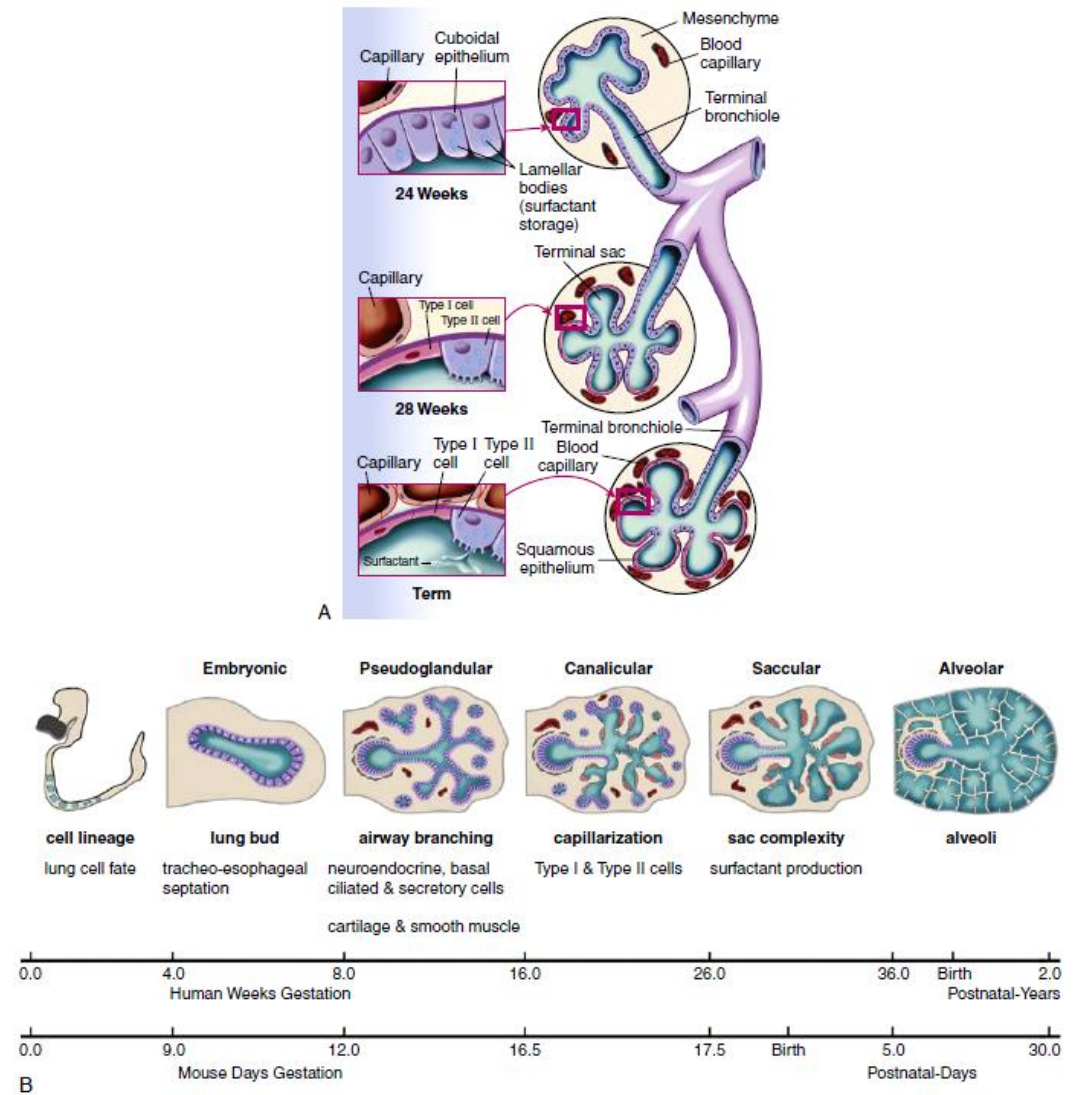 Mesenchyme
Blood
capillary
Terminal
bronchiole
Capillary
Cuboidal
epithelium
Lamellar
bodies
(surfactant
storage)
24 Weeks
Terminal sac
Capillary
Type I cell
Type II cell
28 Weeks
Terminal bronchiole
Blood
capillary
Capillary
Type I
cell
Type II
cell
Surfactant
Squamous
epithelium
Term
A
Embryonic
Pseudoglandular
Canalicular
Saccular
Alveolar
cell lineage
lung bud
airway branching
capillarization
sac complexity
alveoli
lung cell fate
tracheo-esophageal
septation
neuroendocrine, basal
ciliated & secretory cells
cartilage & smooth muscle
Type I & Type II cells
surfactant production
0.0 4.0 8.0 16.0 26.0 36.0 Birth 2.0
Human Weeks Gestation
Postnatal-Years
0.0 9.0 12.0 16.5 17.5 Birth 5.0 30.0
Mouse Days Gestation
Postnatal-Days
B